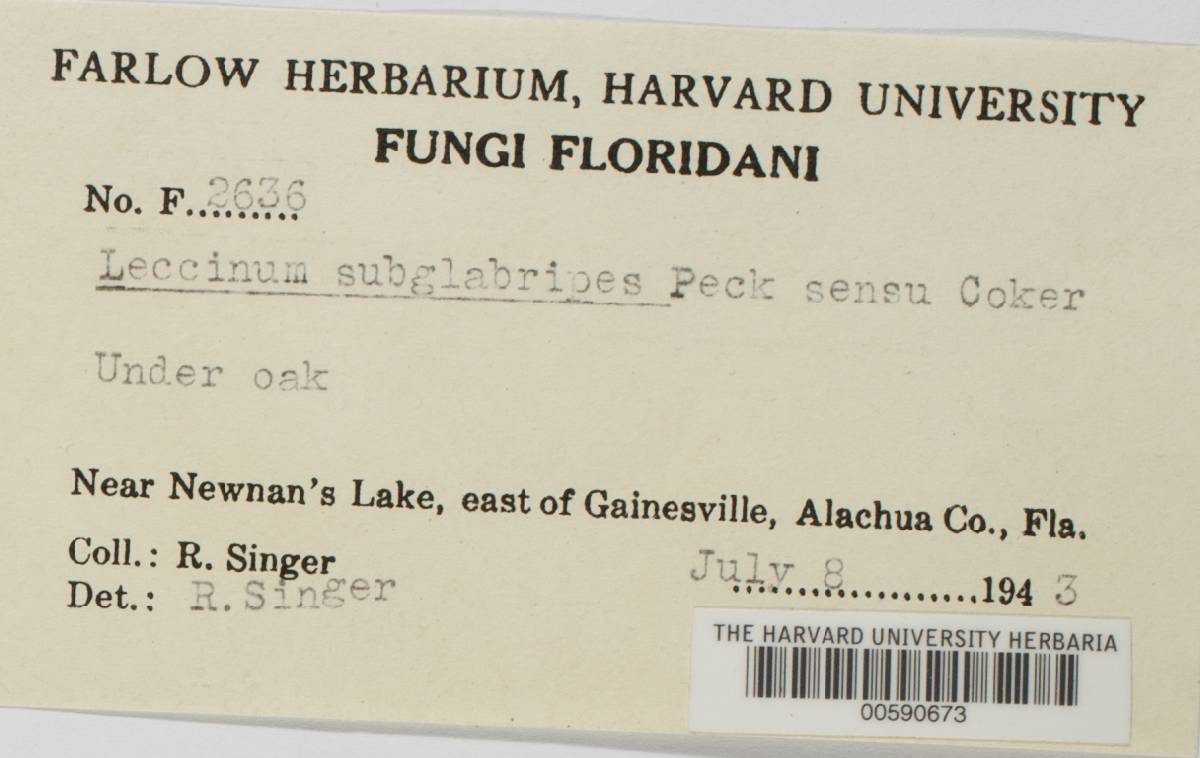 FARLOW HERBARIUM, HARVARD UNIVERSITY
FUNGI FLORIDANI
No. F.2636
Leccinum subglabripes Peck sensu Coker
Under oak
Near Newnan's Lake, east of Gainesville, Alachua Co., Fla.
Coll.: R. Singer
Det.: R. Singer
July 8 1943
THE HARVARD UNIVERSITY HERBARIA
00590673